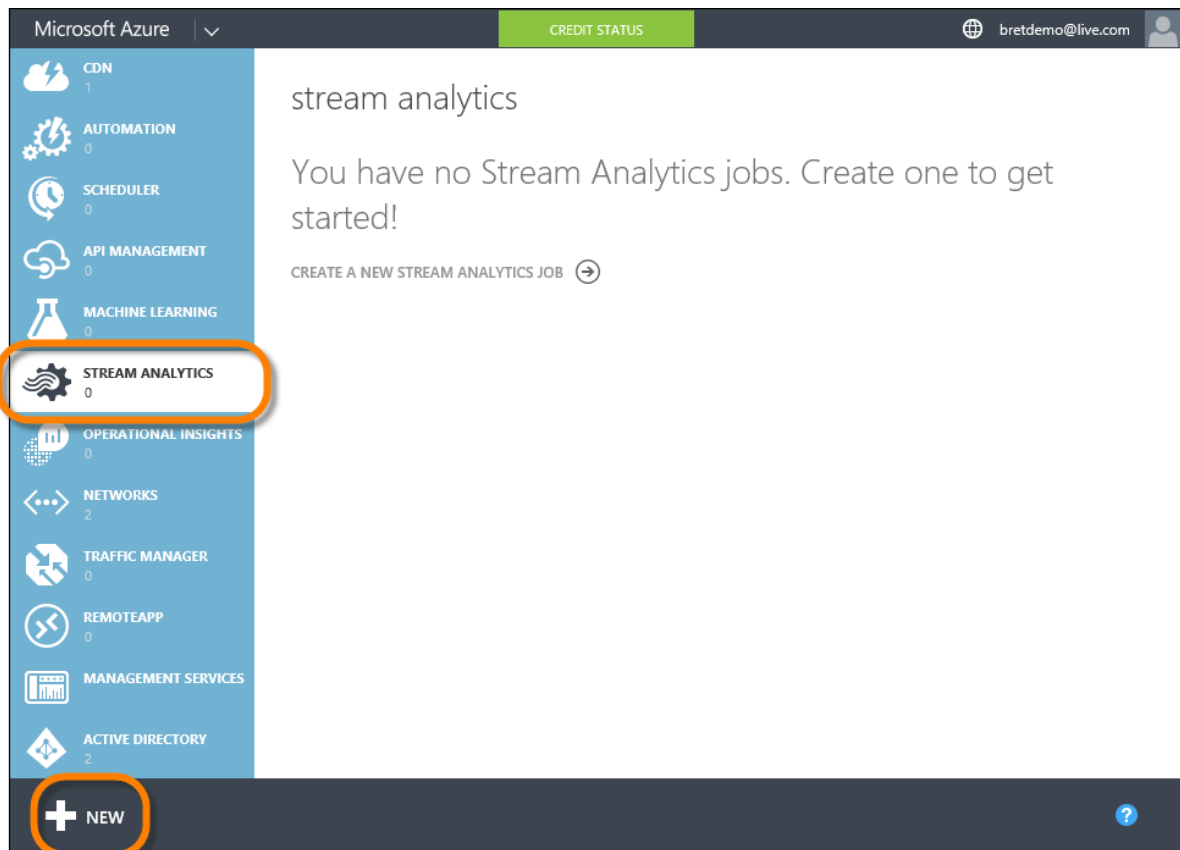 Microsoft Azure
CREDIT STATUS
bretdemo@live.com
CDN
1
AUTOMATION
0
SCHEDULER
0
API MANAGEMENT
0
MACHINE LEARNING
0
STREAM ANALYTICS
0
OPERATIONAL INSIGHTS
0
NETWORKS
2
TRAFFIC MANAGER
0
REMOTEAPP
0
MANAGEMENT SERVICES
ACTIVE DIRECTORY
2
stream analytics
You have no Stream Analytics jobs. Create one to get
started!
CREATE A NEW STREAM ANALYTICS JOB
NEW
?